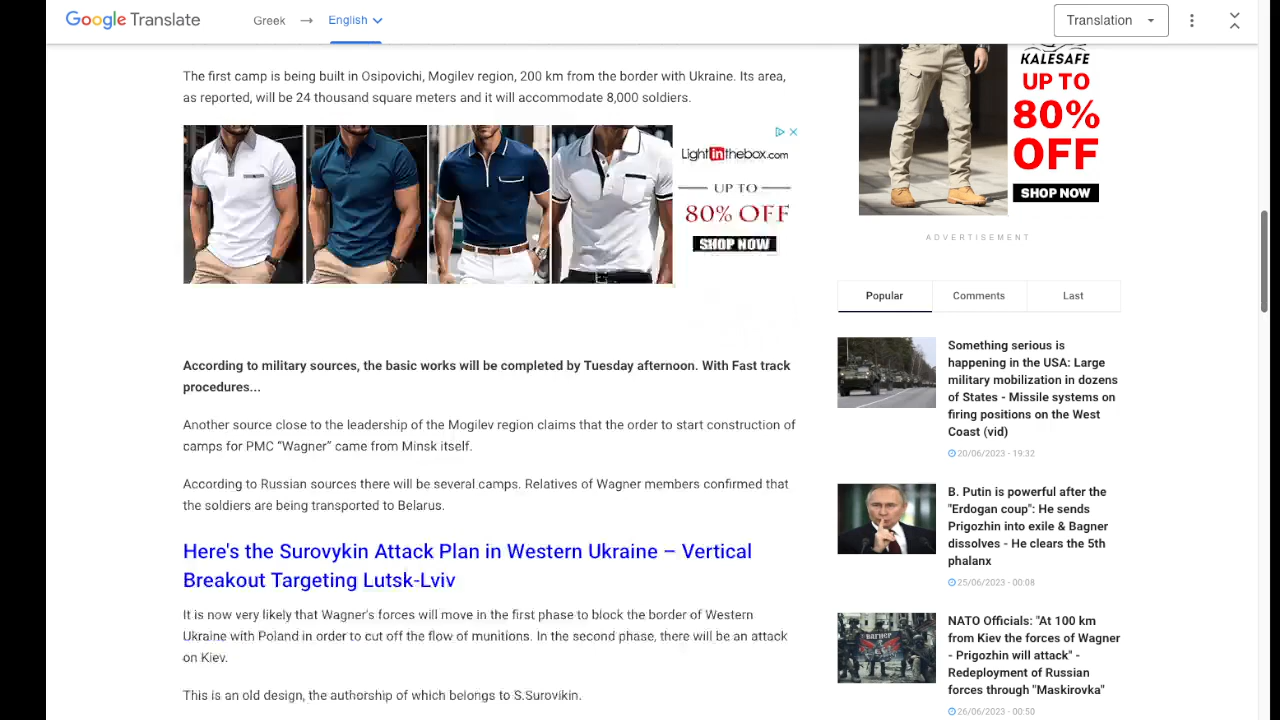 Google Translate
Greek → English
Translation
The first camp is being built in Osipovichi, Mogilev region, 200 km from the border with Ukraine. Its area,
as reported, will be 24 thousand square meters and it will accommodate 8,000 soldiers.
Lightinthebox.com
UP TO
80% OFF
SHOP NOW
According to military sources, the basic works will be completed by Tuesday afternoon. With Fast track
procedures...
Another source close to the leadership of the Mogilev region claims that the order to start construction of
camps for PMC “Wagner” came from Minsk itself.
According to Russian sources there will be several camps. Relatives of Wagner members confirmed that
the soldiers are being transported to Belarus.
Here's the Surovykin Attack Plan in Western Ukraine – Vertical
Breakout Targeting Lutsk-Lviv
It is now very likely that Wagner's forces will move in the first phase to block the border of Western
Ukraine with Poland in order to cut off the flow of munitions. In the second phase, there will be an attack
on Kiev.
This is an old design, the authorship of which belongs to S.Surovikin.
KALESAFE
UP TO
80%
OFF
SHOP NOW
ADVERTISEMENT
Popular
Comments
Last
Something serious is
happening in the USA: Large
military mobilization in dozens
of States - Missile systems on
firing positions on the West
Coast (vid)
20/06/2023 - 19:32
B. Putin is powerful after the
"Erdogan coup": He sends
Prigozhin into exile & Bagner
dissolves - He clears the 5th
phalanx
25/06/2023 - 00:08
NATO Officials: "At 100 km
from Kiev the forces of Wagner
- Prigozhin will attack" -
Redeployment of Russian
forces through "Maskirovka"
26/06/2023 - 00:50